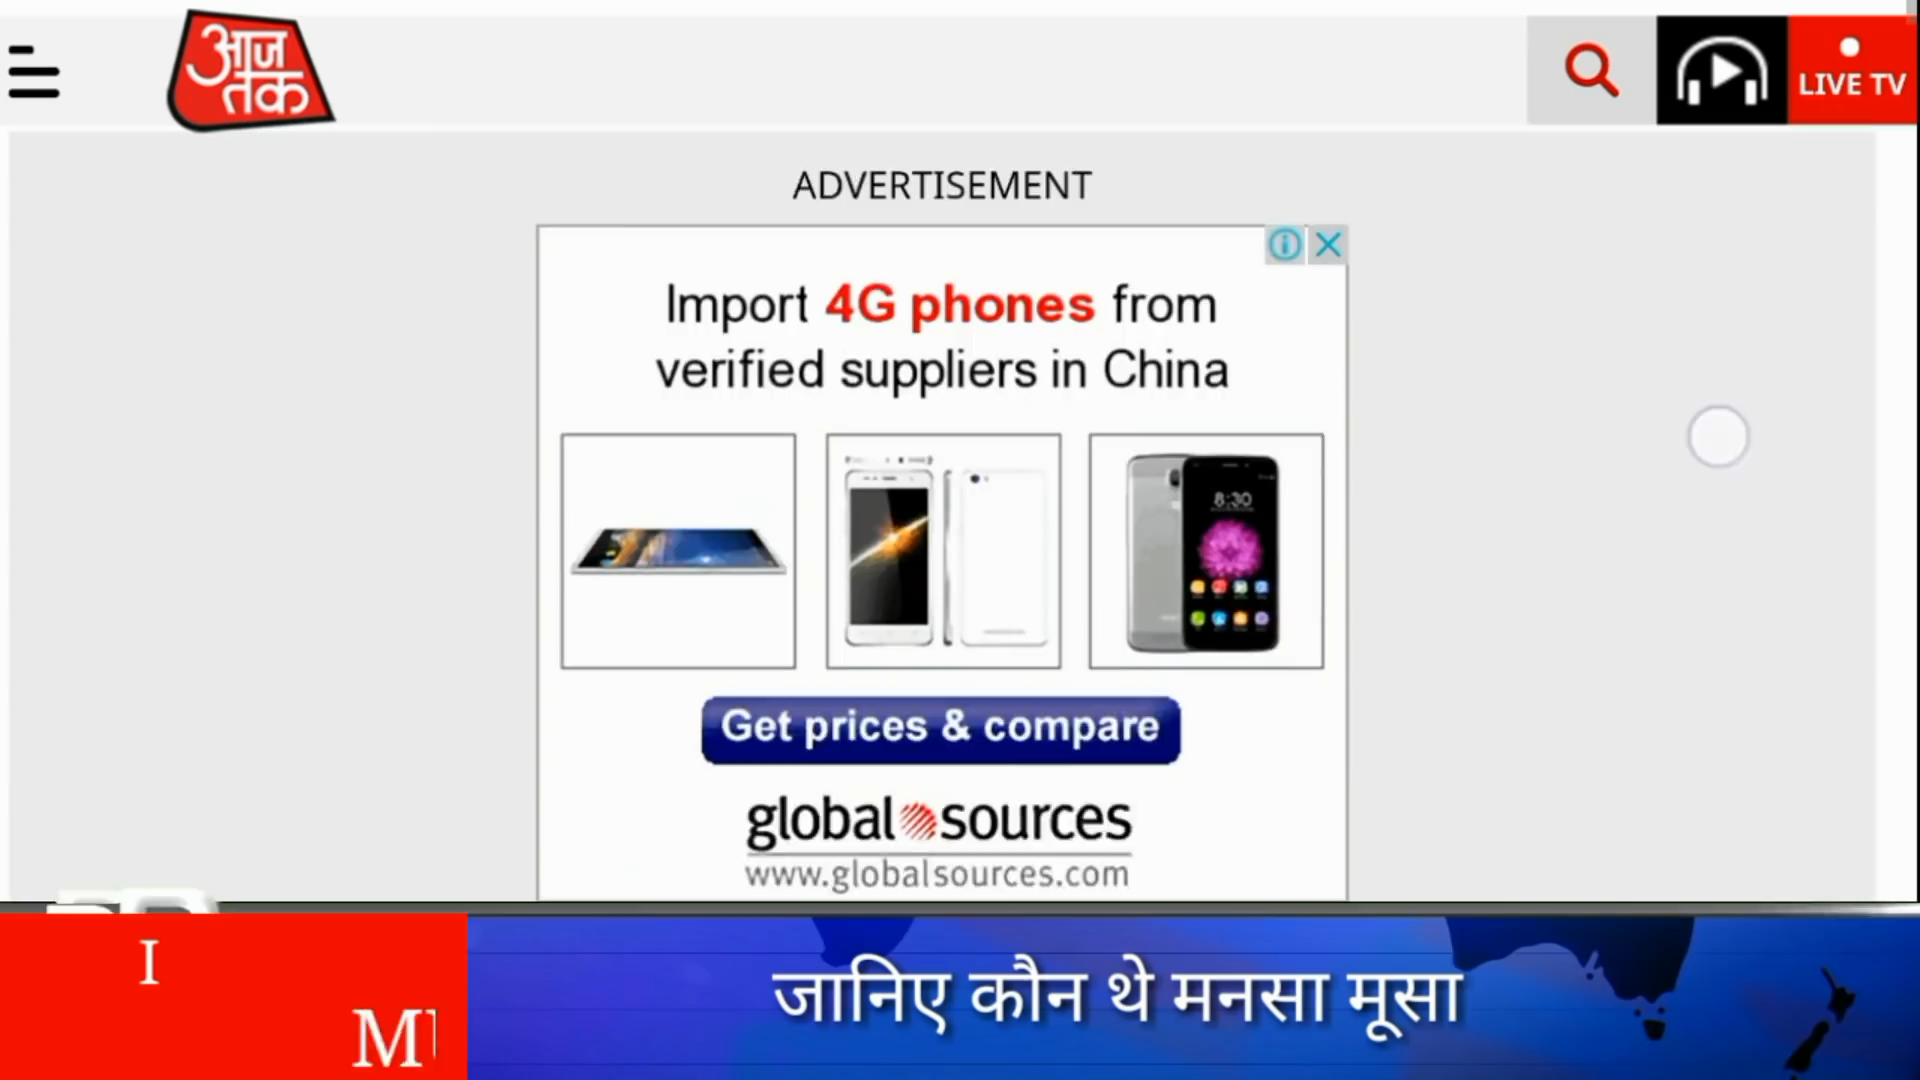 आज
तक
LIVE TV
ADVERTISEMENT
Import 4G phones from
verified suppliers in China
8:30
Get prices & compare
global sources
www.globalsources.com
I
M
जानिए कौन थे मनसा मूसा